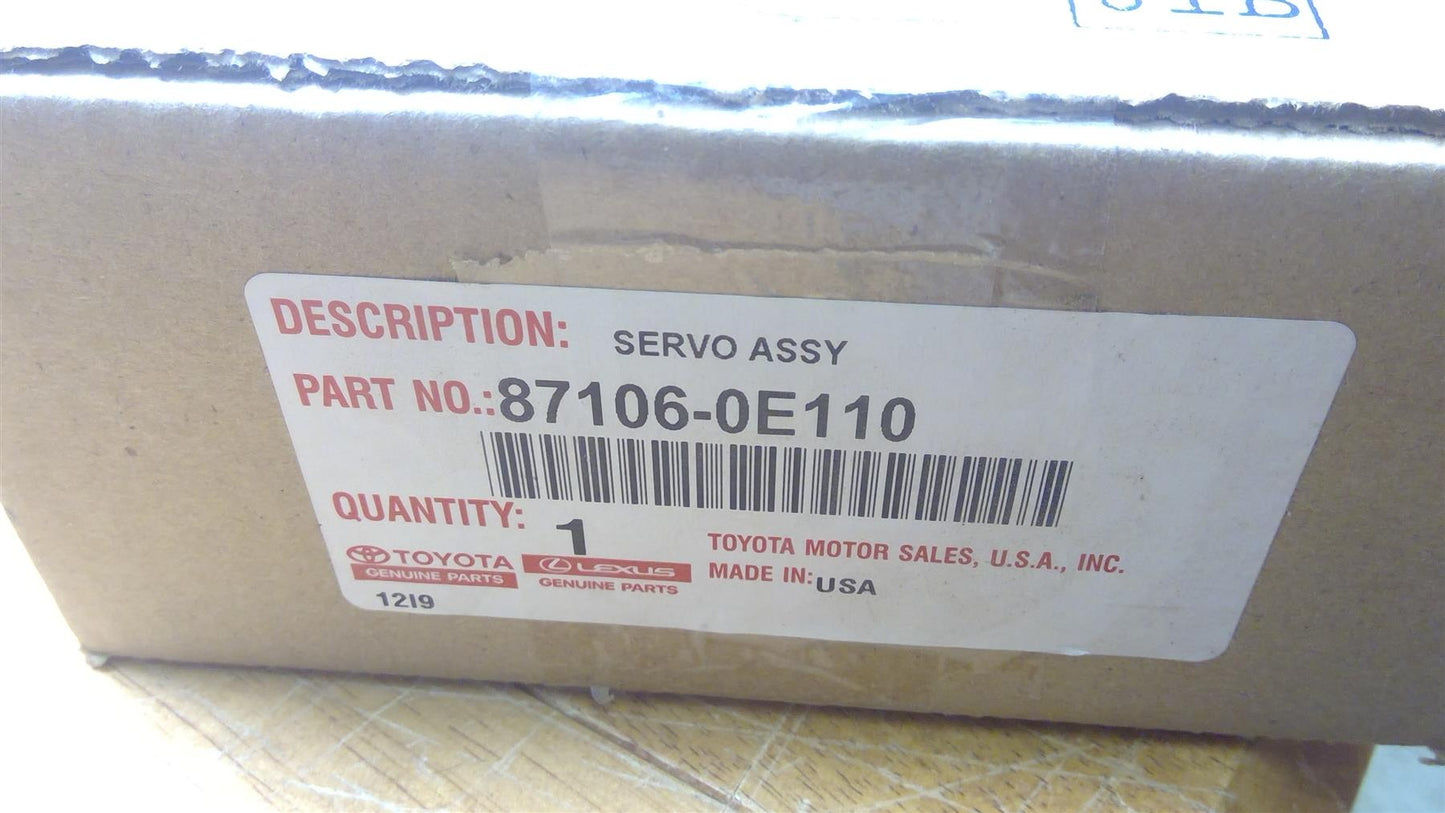 DESCRIPTION: SERVO ASSY
PART NO.: 87106-0E110
QUANTITY: 1
TOYOTA
GENUINE PARTS
LEXUS
GENUINE PARTS
TOYOTA MOTOR SALES, U.S.A., INC.
MADE IN: USA
12I9